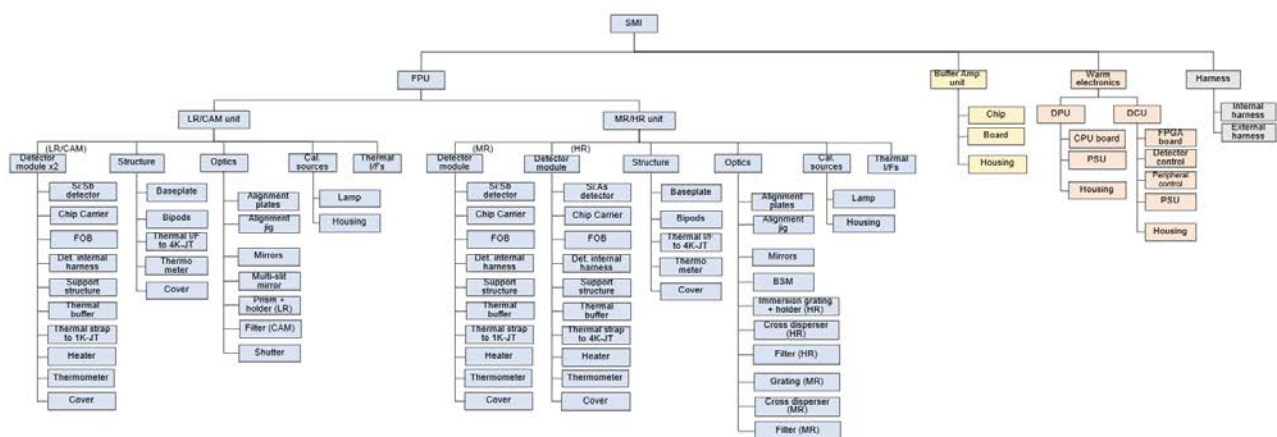 SMI
FPU
Buffer Amp.
unit
Warm
electronics
Harness
LR/CAM unit
MR/HR unit
DPU
DCU
Internal
harness
External
harness
Chip
Board
Housing
CPU board
PSU
Housing
FPGA
board
Detector
control
Peripheral
control
PSU
Housing
(LR/CAM)
Detector
module x2
Structure
Optics
Cal.
sources
Thermal
I/Fs
(MR)
Detector
module
(HR)
Detector
module
Structure
Optics
Cal.
sources
Thermal
I/Fs
Si:Sb
detector
Chip Carrier
FOB
Det. internal
harness
Support
structure
Thermal
buffer
Thermal strap
to 1K-JT
Heater
Thermometer
Cover
Baseplate
Bipods
Thermal I/F
to 4K-JT
Thermo
meter
Cover
Alignment
plates
Alignment
jig
Mirrors
Multi-slit
mirror
Prism +
holder (LR)
Filter (CAM)
Shutter
Lamp
Housing
Si:Sb
detector
Chip Carrier
FOB
Det. internal
harness
Support
structure
Thermal
buffer
Thermal strap
to 1K-JT
Heater
Thermometer
Cover
Si:As
detector
Chip Carrier
FOB
Det. internal
harness
Support
structure
Thermal
buffer
Thermal strap
to 4K-JT
Heater
Thermometer
Cover
Baseplate
Bipods
Thermal I/F
to 4K-JT
Thermo
meter
Cover
Alignment
plates
Alignment
jig
Mirrors
BSM
Immersion grating
+ holder (HR)
Cross disperser
(HR)
Filter (HR)
Grating (MR)
Cross disperser
(MR)
Filter (MR)
Lamp
Housing